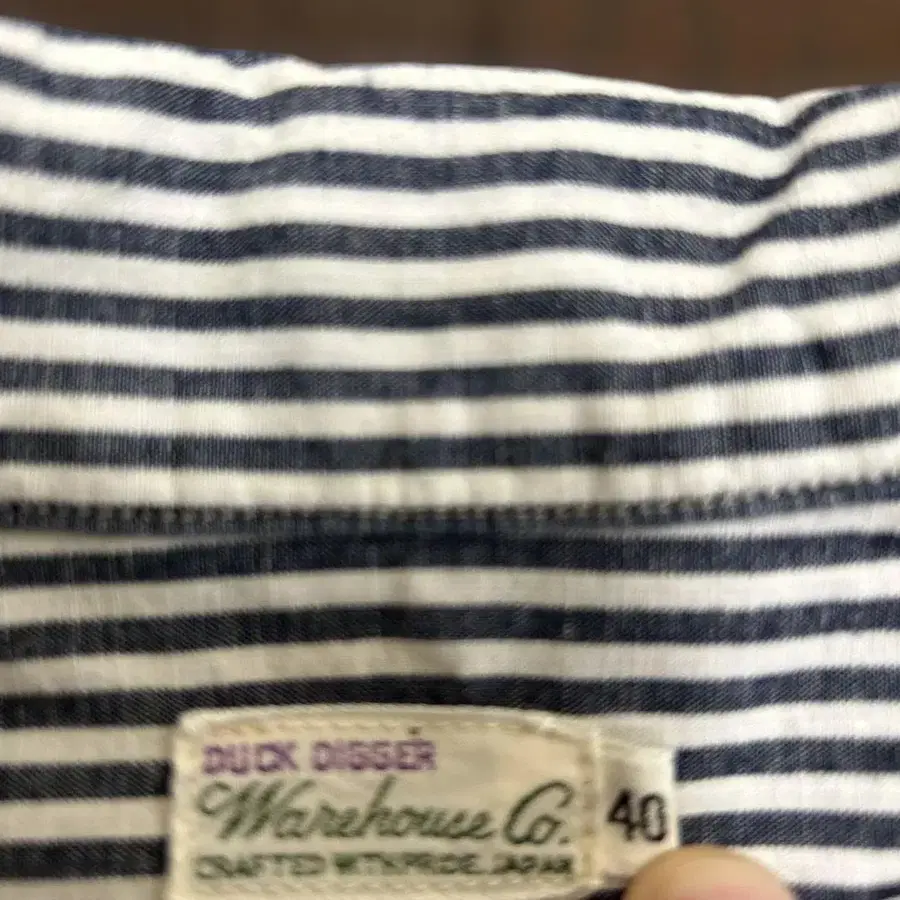 DUCK DIGGER
Warehouse Co. 40
CRAFTED WITH PRIDE. JAPAN